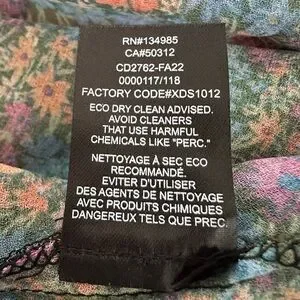 RN#134985
CA#50312
CD2762-FA22
0000117/118
FACTORY CODE#XDS1012
ECO DRY CLEAN ADVISED.
AVOID CLEANERS
THAT USE HARMFUL
CHEMICALS LIKE "PERC."
NETTOYAGE À SEC ECO
RECOMMANDÉ.
EVITER D'UTILISER
DES AGENTS DE NETTOYAGE
AVEC PRODUITS CHIMIQUES
DANGEREUX TELS QUE PREC.